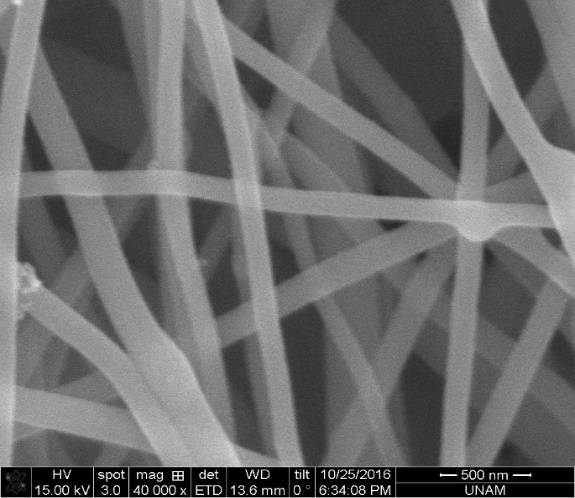 HV spot mag ⊞ det WD tilt 10/25/2016 500 nm
15.00 kV 3.0 40 000 x ETD 13.6 mm 0 ° 6:34:08 PM UNAM